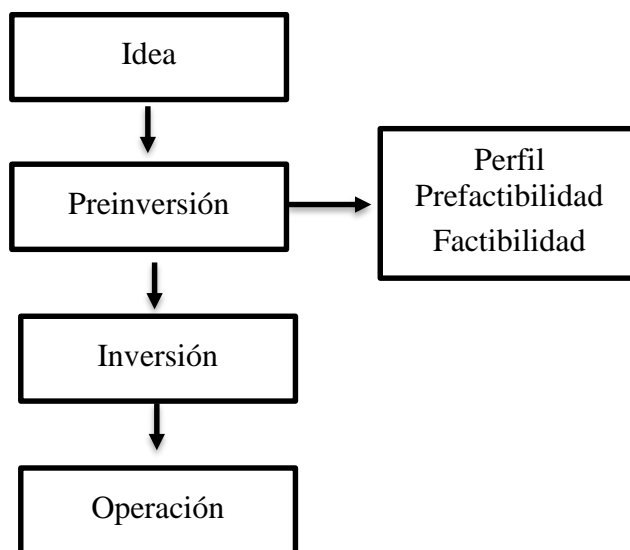 Idea
Preinversión
Perfil
Prefactibilidad
Factibilidad
Inversión
Operación